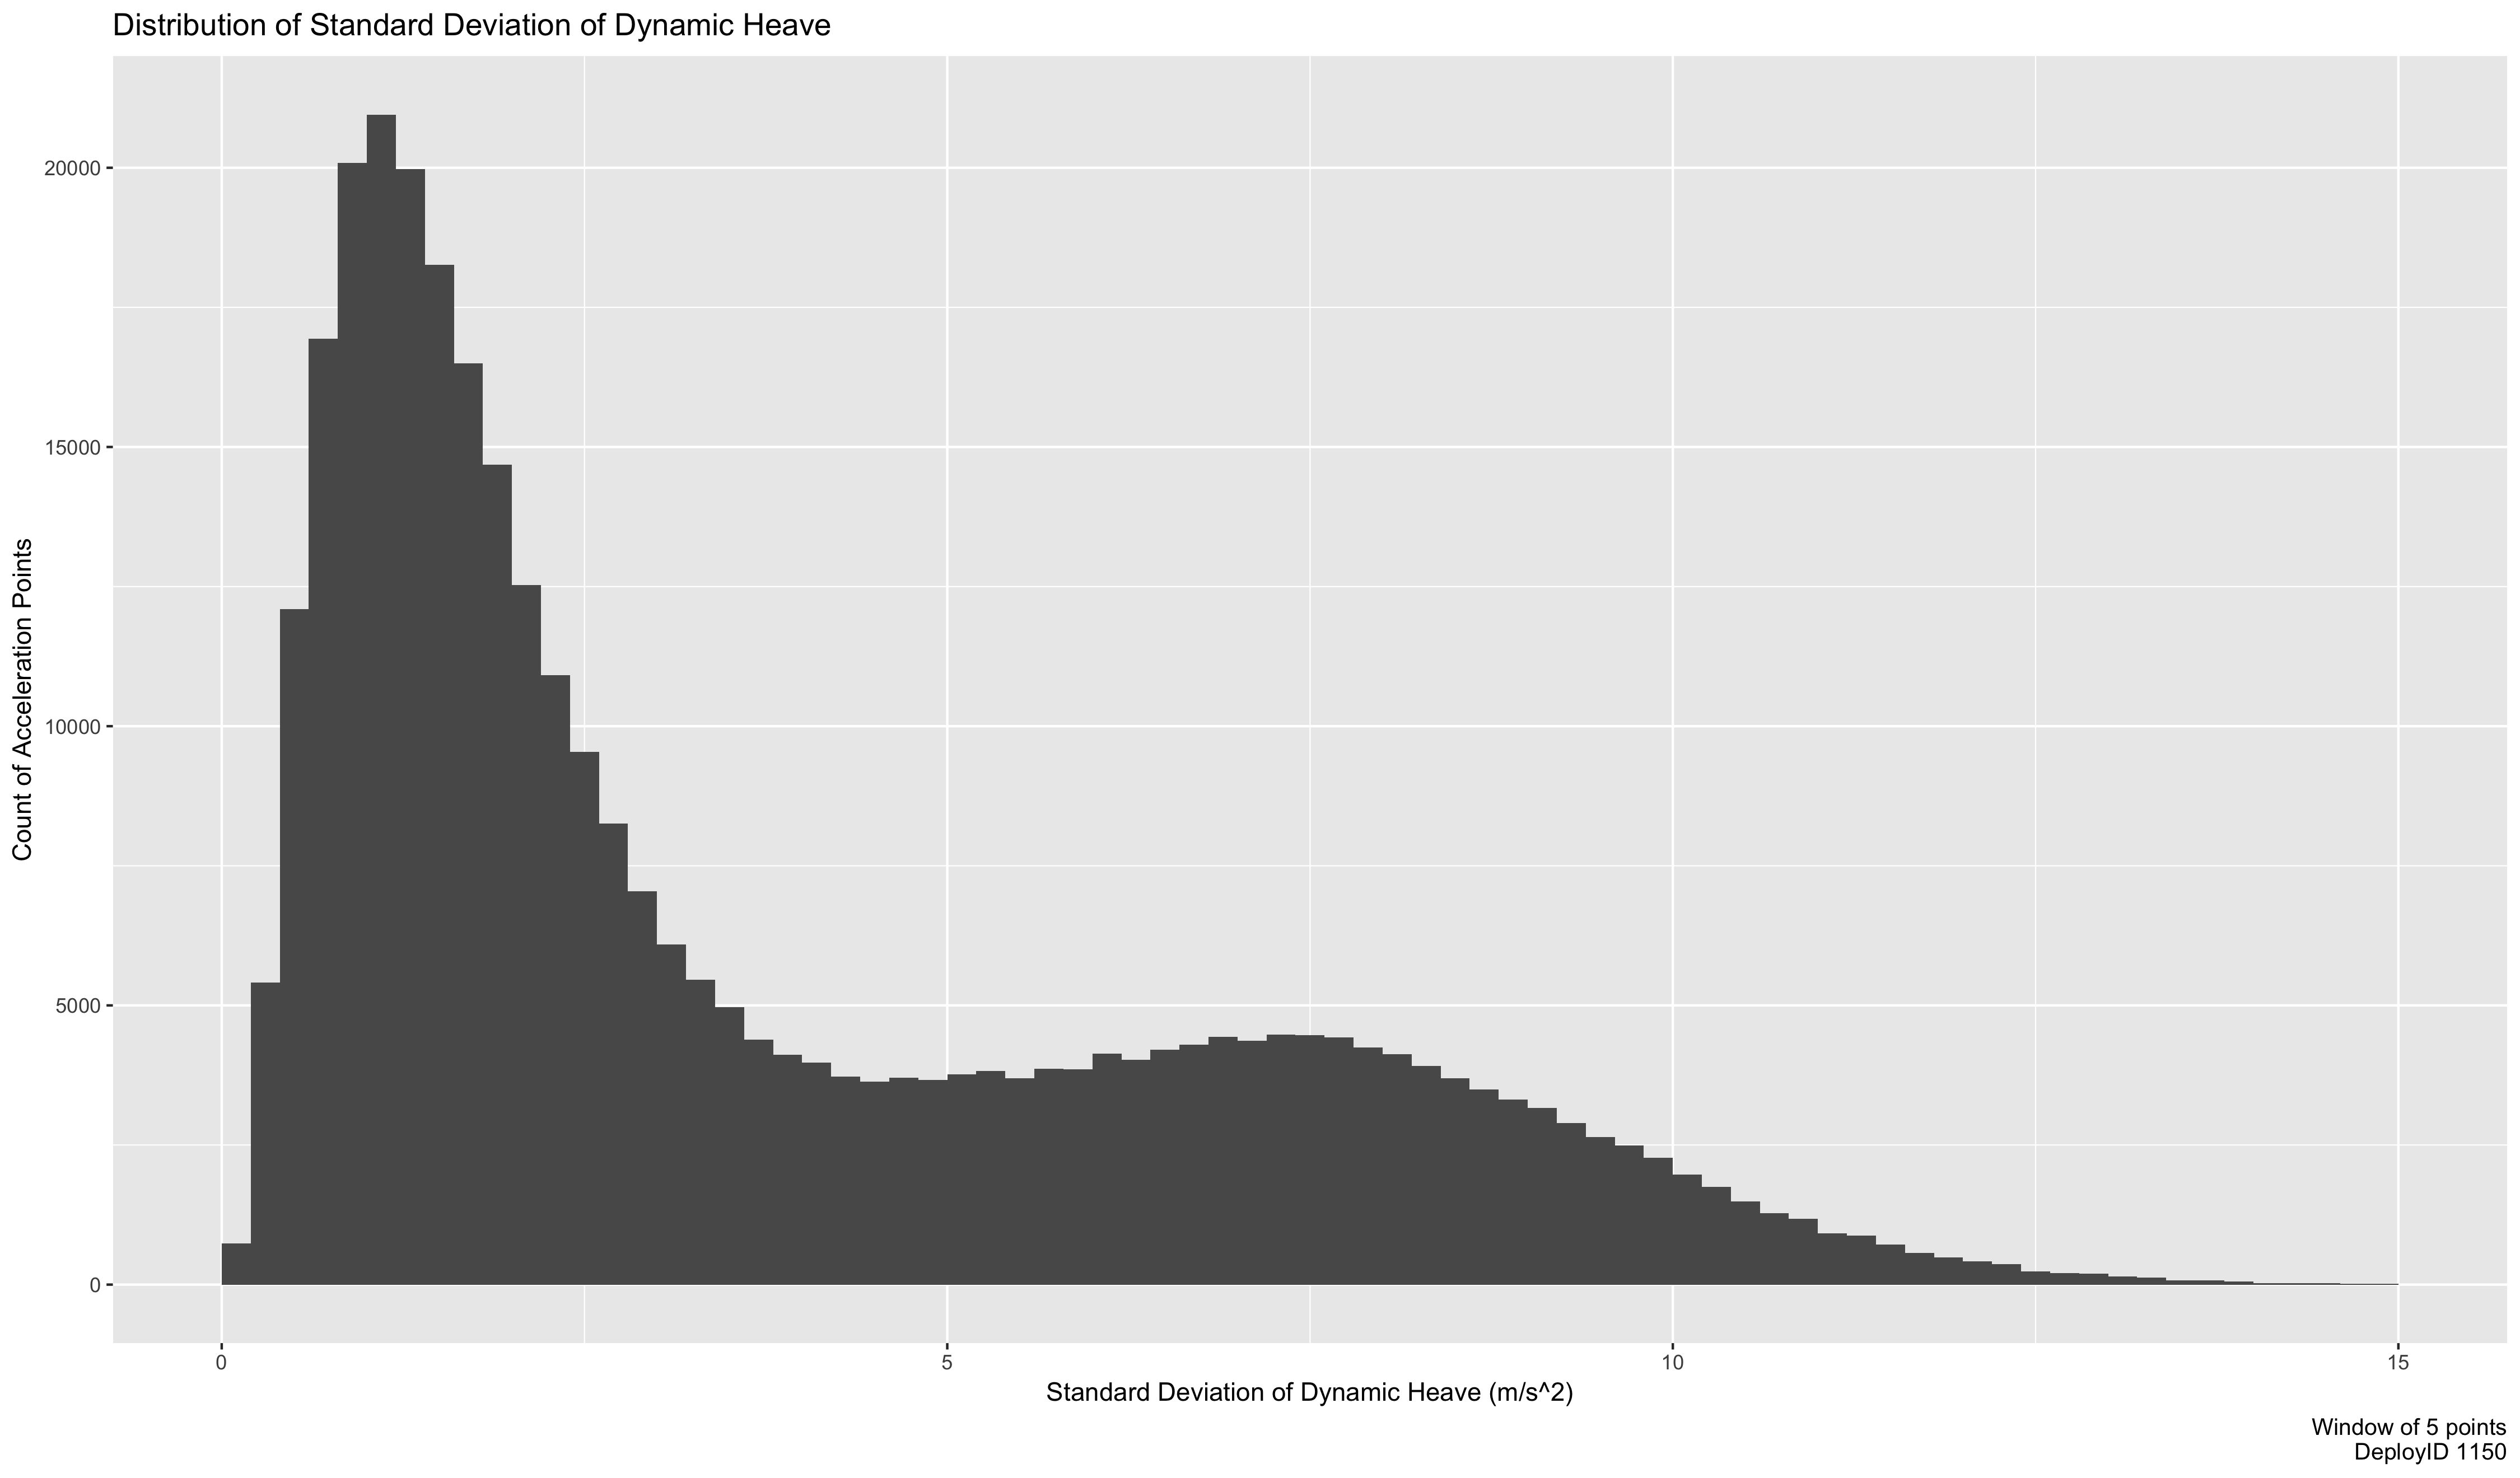 Distribution of Standard Deviation of Dynamic Heave
Count of Acceleration Points
20000
15000
10000
5000
0
0
5
10
15
Standard Deviation of Dynamic Heave (m/s^2)
Window of 5 points
DeployID 1150